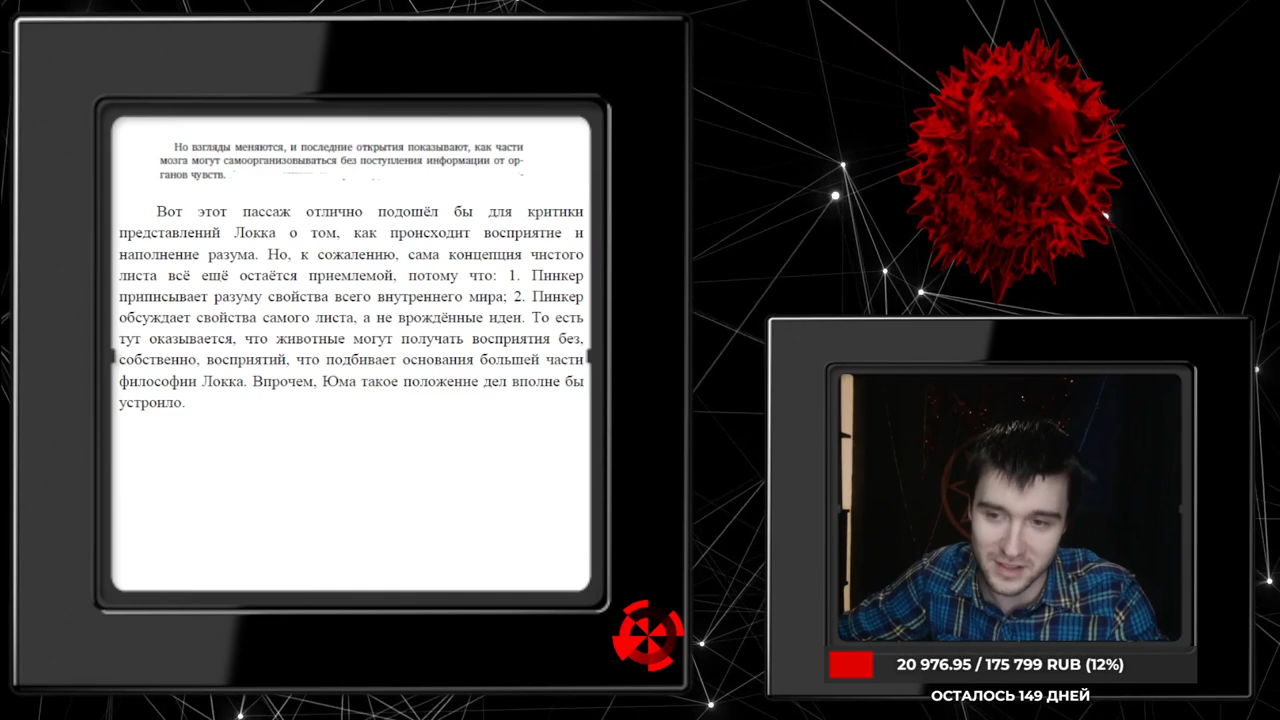 Но взгляды меняются, и последние открытия показывают, как части
мозга могут самоорганизовываться без поступления информации от ор-
ганов чувств.
Вот этот пассаж отлично подошёл бы для критики
представлений Локка о том, как происходит восприятие и
наполнение разума. Но, к сожалению, сама концепция чистого
листа всё ещё остаётся приемлемой, потому что: 1. Пинкер
приписывает разуму свойства всего внутреннего мира; 2. Пинкер
обсуждает свойства самого листа, а не врождённые идеи. То есть
тут оказывается, что животные могут получать восприятия без,
собственно, восприятий, что подбивает основания большей части
философии Локка. Впрочем, Юма такое положение дел вполне бы
устроило.
20 976.95 / 175 799 RUB (12%)
ОСТАЛОСЬ 149 ДНЕЙ